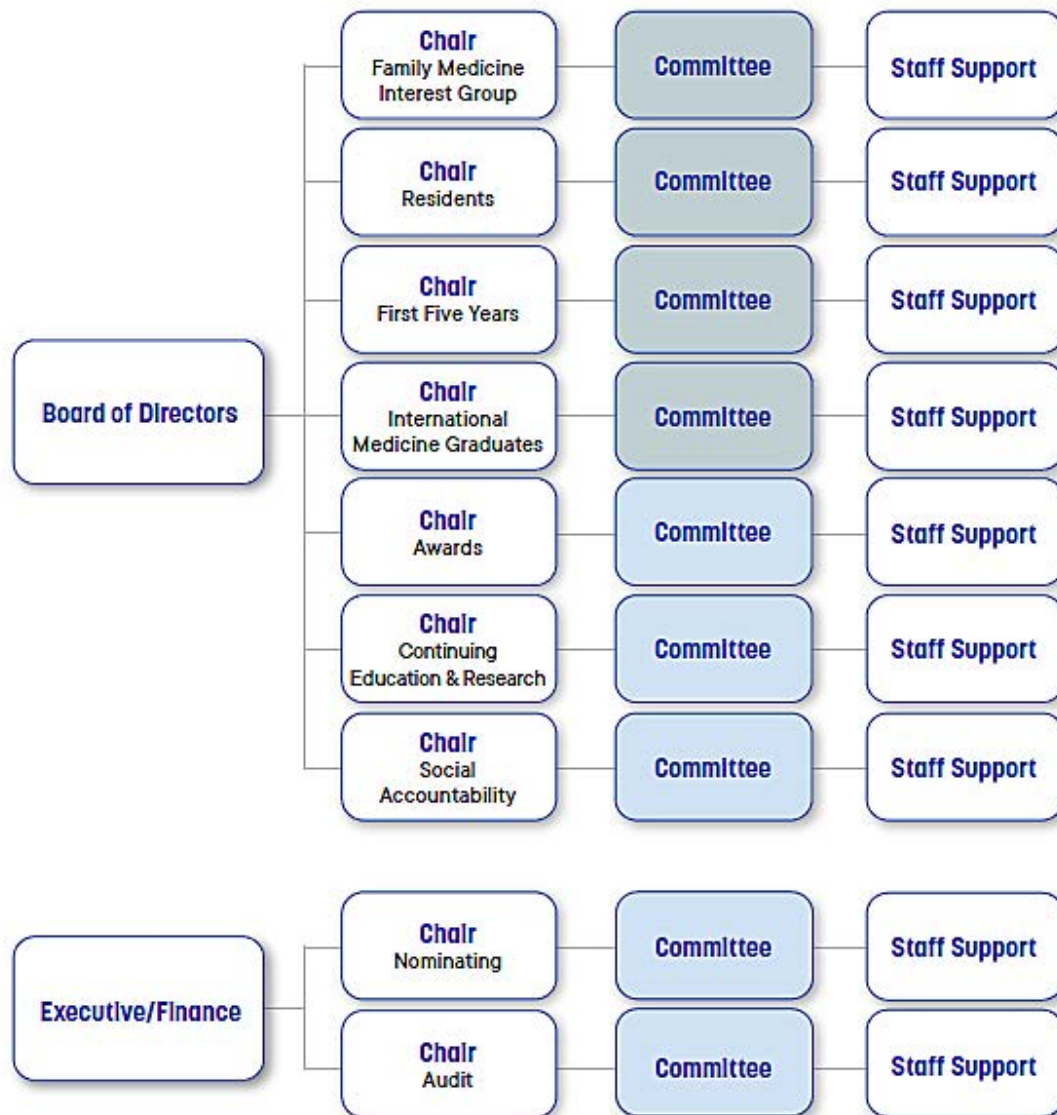 Chair
Family Medicine
Interest Group
Committee
Staff Support
Chair
Residents
Committee
Staff Support
Chair
First Five Years
Committee
Staff Support
Board of Directors
Chair
International
Medicine Graduates
Committee
Staff Support
Chair
Awards
Committee
Staff Support
Chair
Continuing
Education & Research
Committee
Staff Support
Chair
Social
Accountability
Committee
Staff Support
Chair
Nominating
Committee
Staff Support
Executive/Finance
Chair
Audit
Committee
Staff Support